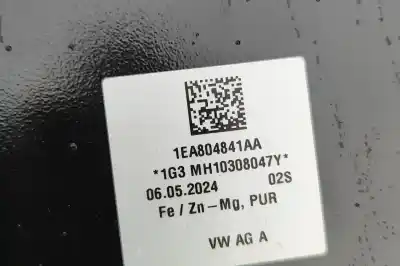 1EA804841AA
*1G3 MH10308047Y*
06.05.2024 02S
Fe / Zn–Mg, PUR
VW AG A